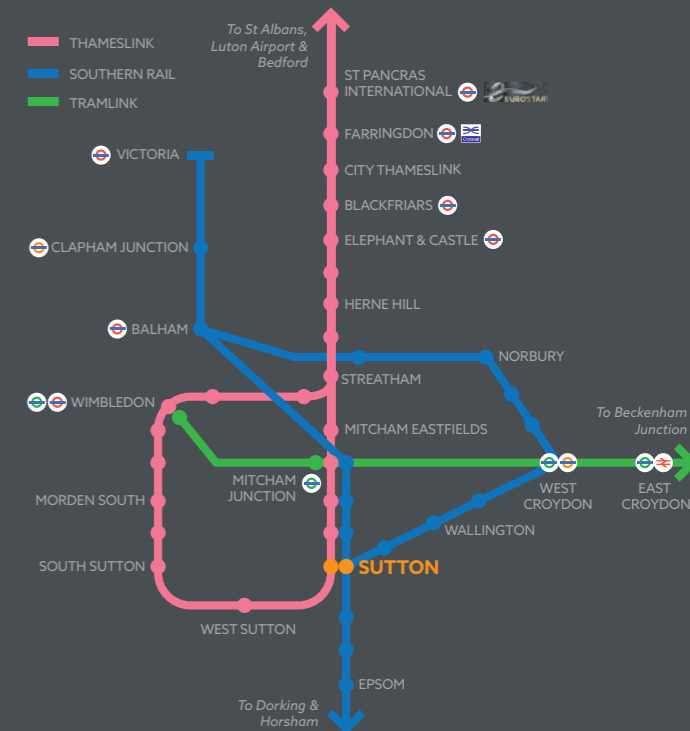 To St Albans,
Luton Airport &
Bedford
THAMESLINK
SOUTHERN RAIL
TRAMLINK
ST PANCRAS
INTERNATIONAL
EUROSTAR
FARRINGDON
Crossrail
VICTORIA
CITY THAMESLINK
BLACKFRIARS
ELEPHANT & CASTLE
CLAPHAM JUNCTION
HERNE HILL
BALHAM
NORBURY
STREATHAM
WIMBLEDON
To Beckenham
Junction
MITCHAM EASTFIELDS
MITCHAM
JUNCTION
WEST
CROYDON
EAST
CROYDON
MORDEN SOUTH
WALLINGTON
SOUTH SUTTON
SUTTON
WEST SUTTON
EPSOM
To Dorking &
Horsham